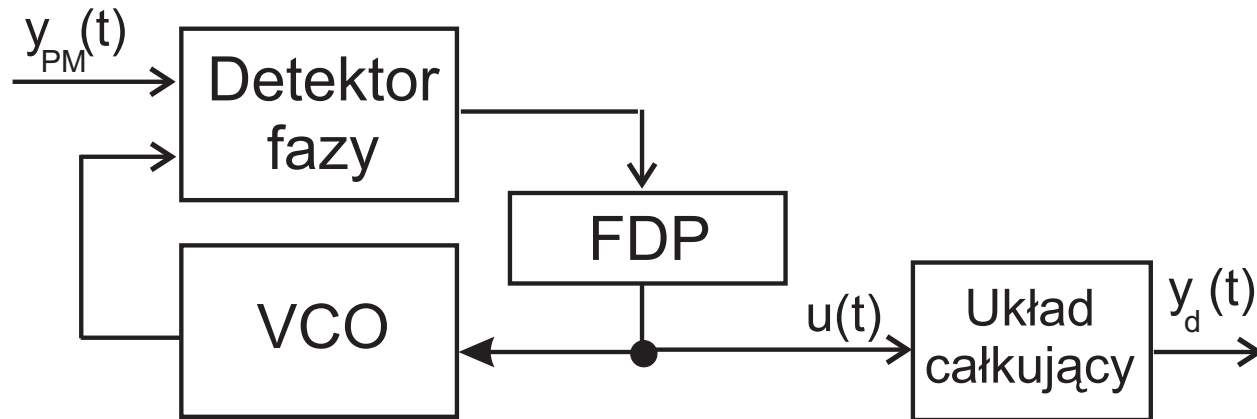 y_PM(t)
Detektor
fazy
FDP
VCO
u(t)
Układ
całkujący
y_d(t)